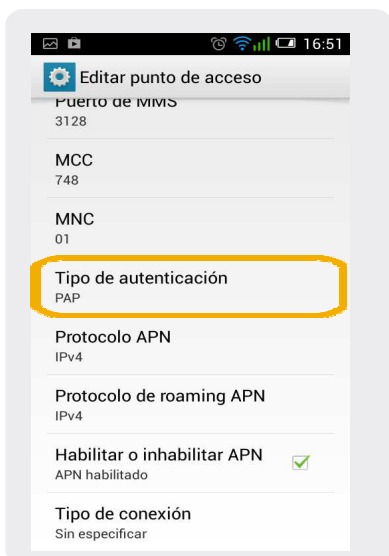 16:51
Editar punto de acceso
Puerto de MMS
3128
MCC
748
MNC
01
Tipo de autenticación
PAP
Protocolo APN
IPv4
Protocolo de roaming APN
IPv4
Habilitar o inhabilitar APN
APN habilitado
Tipo de conexión
Sin especificar